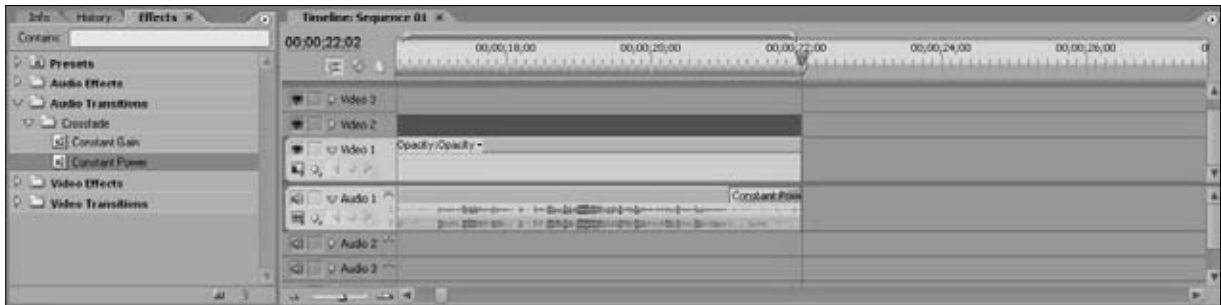 Info History Effects ×
Contains:
Presets
Audio Effects
Audio Transitions
Crossfade
Constant Gain
Constant Power
Video Effects
Video Transitions
Timeline: Sequence 01 ×
00;00;22;02
00;00;18;00 00;00;20;00 00;00;22;00 00;00;24;00 00;00;26;00 0
Video 3
Video 2
Video 1 Opacity:Opacity
Audio 1 Constant Powe
Audio 2
Audio 3